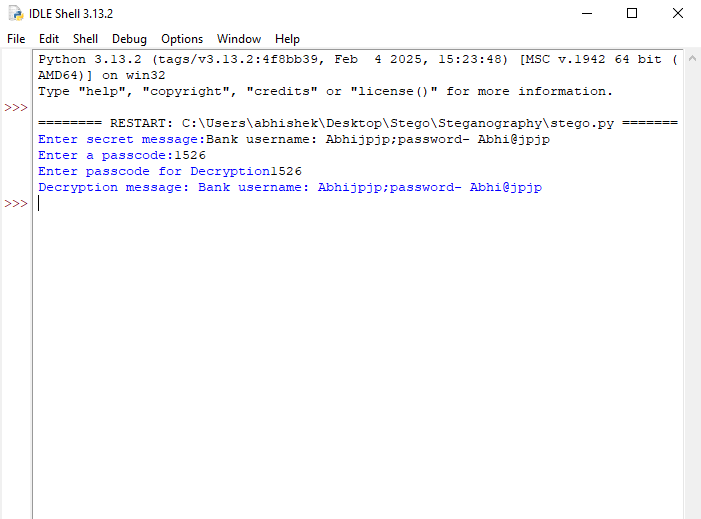 IDLE Shell 3.13.2
File Edit Shell Debug Options Window Help
Python 3.13.2 (tags/v3.13.2:4f8bb39, Feb  4 2025, 15:23:48) [MSC v.1942 64 bit (
AMD64)] on win32
Type "help", "copyright", "credits" or "license()" for more information.
>>>
======== RESTART: C:\Users\abhishek\Desktop\Stego\Steganography\stego.py =======
Enter secret message:Bank username: Abhijpjp;password- Abhi@jpjp
Enter a passcode:1526
Enter passcode for Decryption1526
Decryption message: Bank username: Abhijpjp;password- Abhi@jpjp
>>>